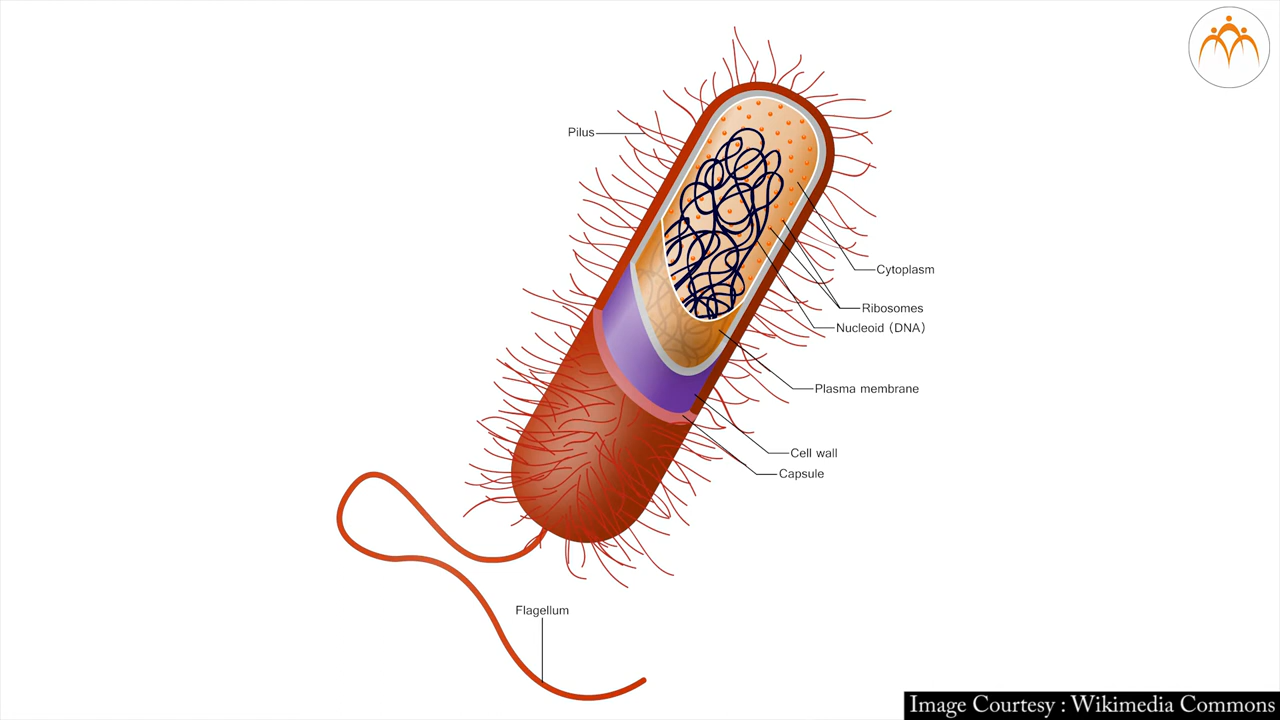 Pilus
Cytoplasm
Ribosomes
Nucleoid (DNA)
Plasma membrane
Cell wall
Capsule
Flagellum
Image Courtesy : Wikimedia Commons